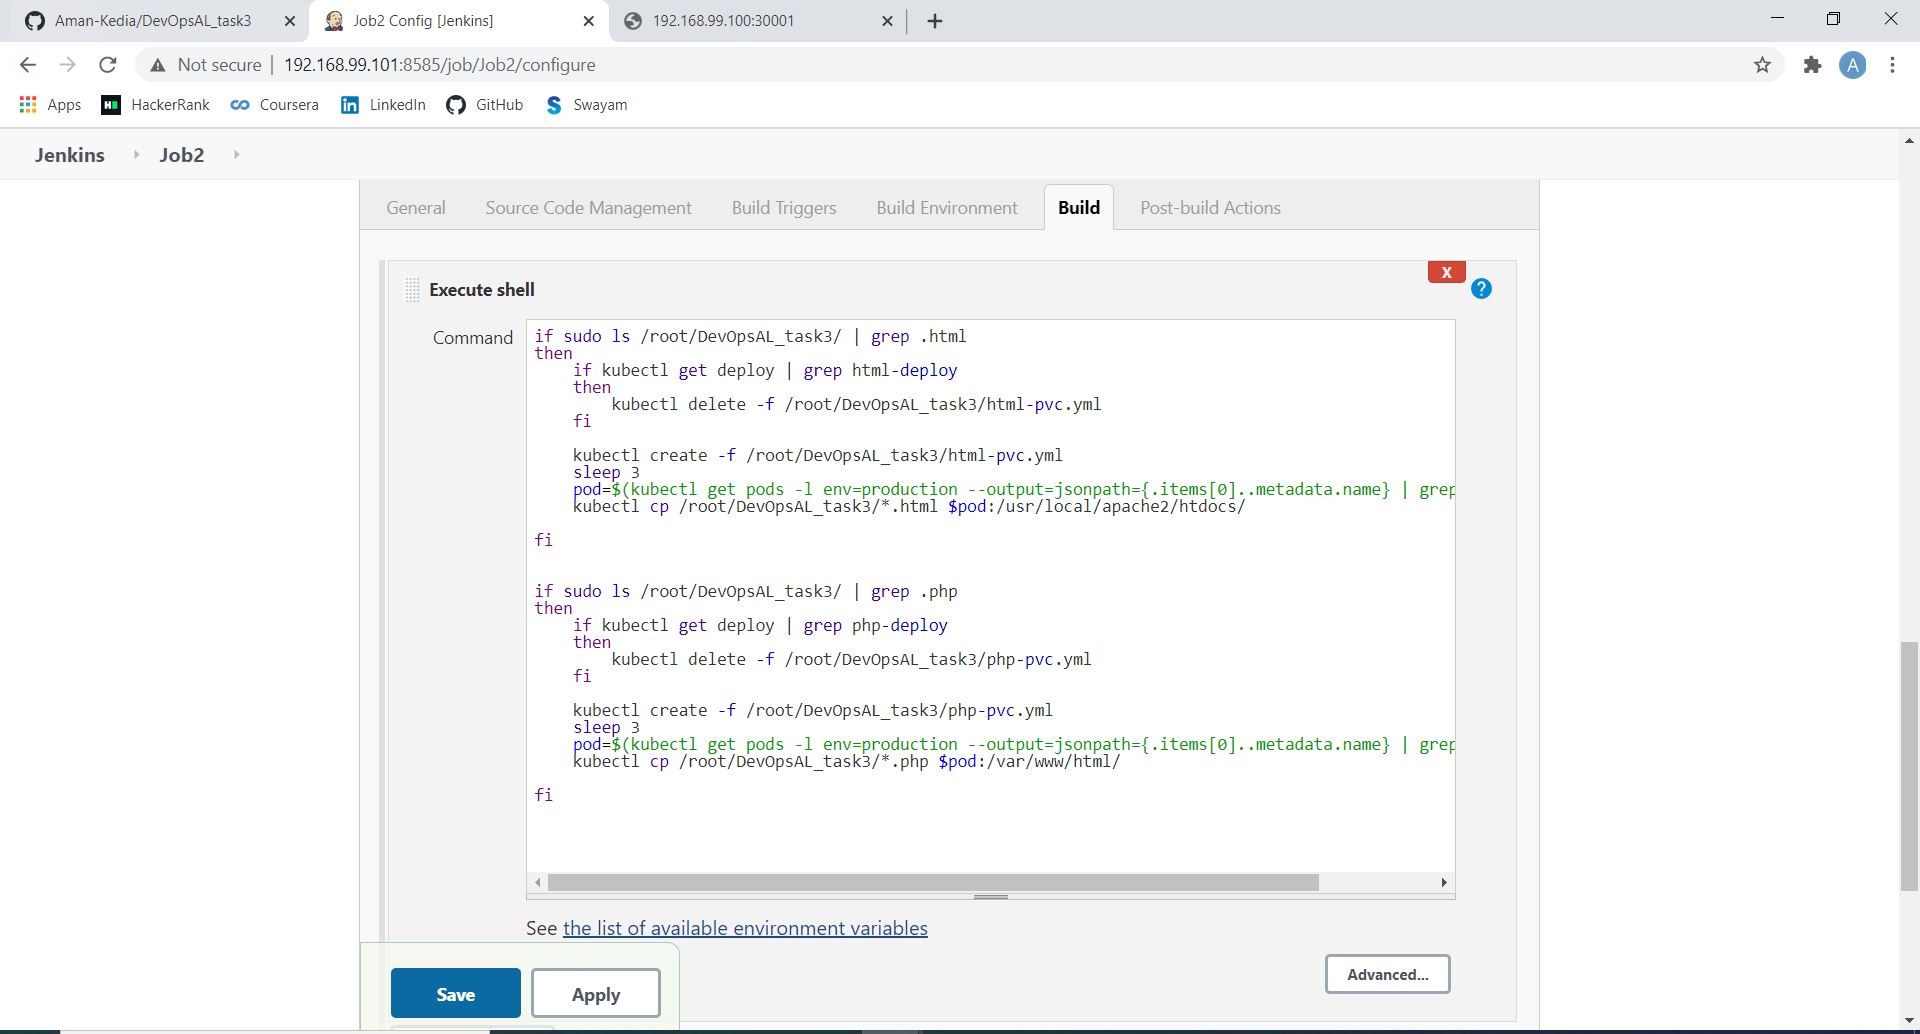 Aman-Kedia/DevOpsAL_task3
Job2 Config [Jenkins]
192.168.99.100:30001
Not secure | 192.168.99.101:8585/job/Job2/configure
A
Apps
HackerRank
Coursera
LinkedIn
GitHub
Swayam
Jenkins
Job2
General
Source Code Management
Build Triggers
Build Environment
Build
Post-build Actions
X
?
Execute shell
Command
if sudo ls /root/DevOpsAL_task3/ | grep .html
then
    if kubectl get deploy | grep html-deploy
    then
        kubectl delete -f /root/DevOpsAL_task3/html-pvc.yml
    fi
    kubectl create -f /root/DevOpsAL_task3/html-pvc.yml
    sleep 3
    pod=$(kubectl get pods -l env=production --output=jsonpath={.items[0]..metadata.name} | grep
    kubectl cp /root/DevOpsAL_task3/*.html $pod:/usr/local/apache2/htdocs/
fi
if sudo ls /root/DevOpsAL_task3/ | grep .php
then
    if kubectl get deploy | grep php-deploy
    then
        kubectl delete -f /root/DevOpsAL_task3/php-pvc.yml
    fi
    kubectl create -f /root/DevOpsAL_task3/php-pvc.yml
    sleep 3
    pod=$(kubectl get pods -l env=production --output=jsonpath={.items[0]..metadata.name} | grep
    kubectl cp /root/DevOpsAL_task3/*.php $pod:/var/www/html/
fi
See the list of available environment variables
Advanced...
Save
Apply